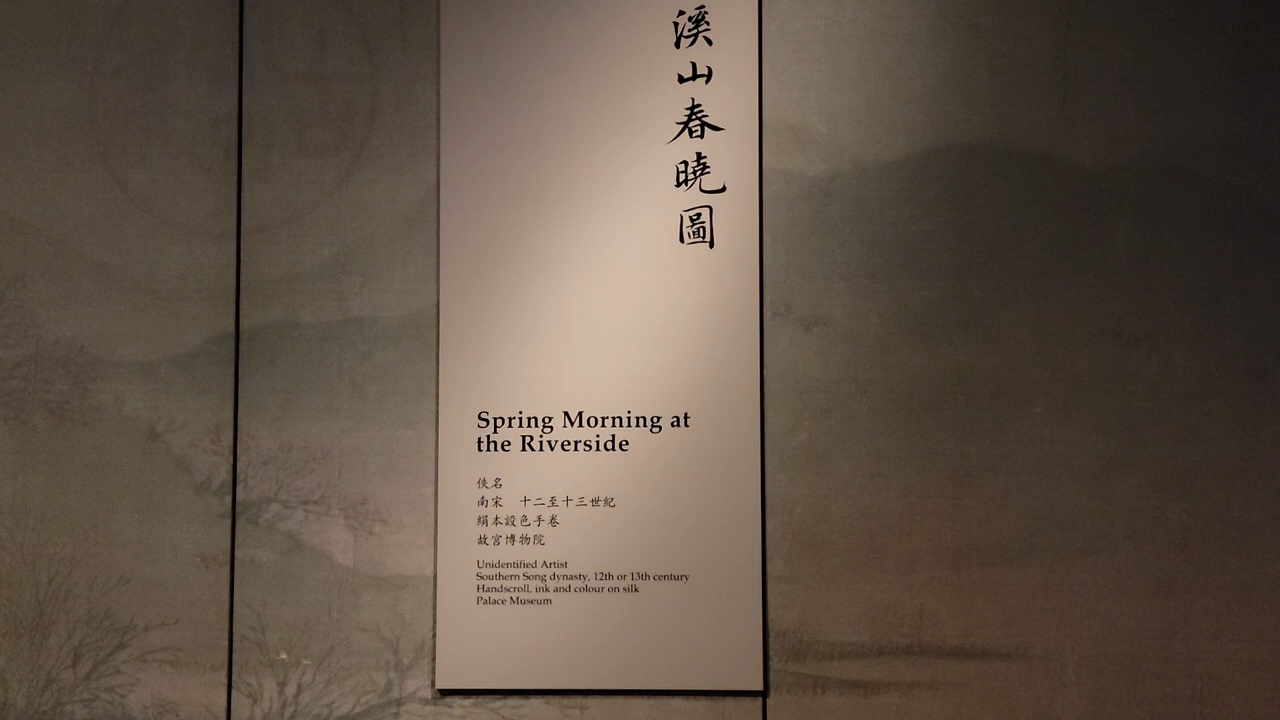 溪山春曉圖
Spring Morning at
the Riverside
佚名
南宋　十二至十三世紀
絹本設色手卷
故宮博物院
Unidentified Artist
Southern Song dynasty, 12th or 13th century
Handscroll, ink and colour on silk
Palace Museum